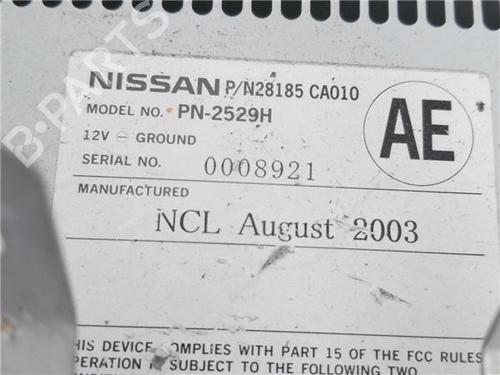 NISSAN P/N28185 CA010
MODEL NO. PN-2529H
12V ⎓ GROUND
AE
SERIAL NO. 0008921
MANUFACTURED
NCL August 2003
HIS DEVICE COMPLIES WITH PART 15 OF THE FCC RULES
PERATION IS SUBJECT TO THE FOLLOWING TWO
B-PARTS